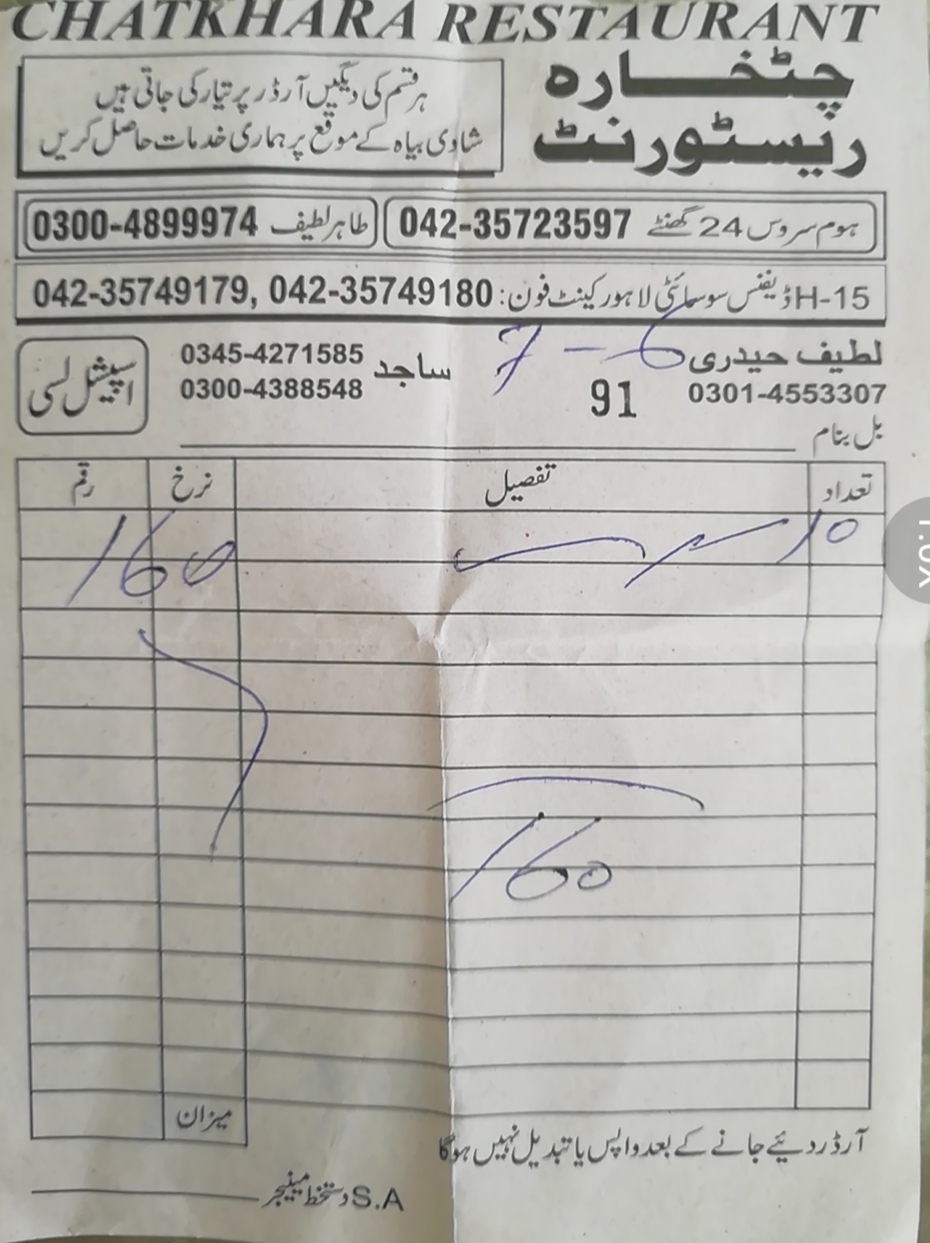 CHATKHARA RESTAURANT
چٹخارہ
ریسٹورنٹ
ہر قسم کی دیگیں آرڈر پر تیار کی جاتی ہیں
شادی بیاہ کے موقع پر ہماری خدمات حاصل کریں
ہوم سروس 24 گھنٹے 042-35723597
طاہر لطیف 0300-4899974
H-15 ڈیفنس سوسائٹی لاہور کینٹ فون: 042-35749180 ,042-35749179
لطیف حیدری 6 - 7
0301-4553307
91
ساجد 0345-4271585
0300-4388548
اسپیشل لسی
بل بنام
تعداد تفصیل نرخ رقم
10 160
160
میزان
آرڈر دیئے جانے کے بعد واپس یا تبدیل نہیں ہوگا
S.A دستخط مینیجر